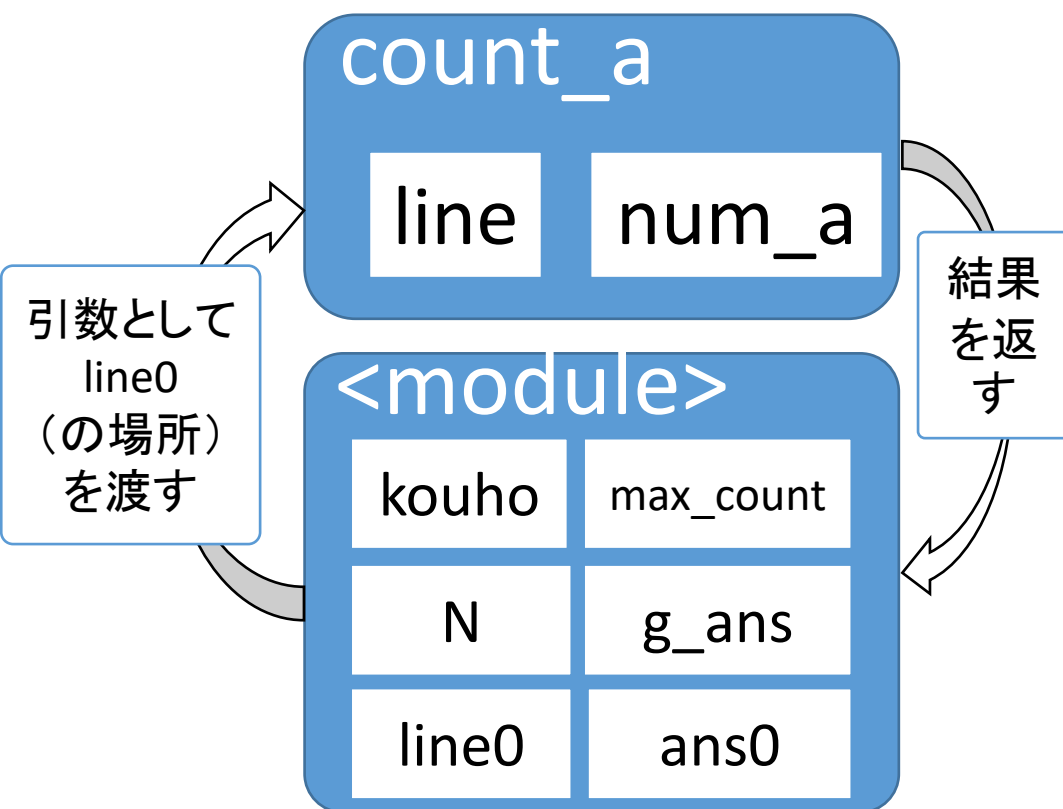 count_a
line
num_a
引数として
line0
（の場所）
を渡す
結果
を返
す
<module>
kouho
max_count
N
g_ans
line0
ans0